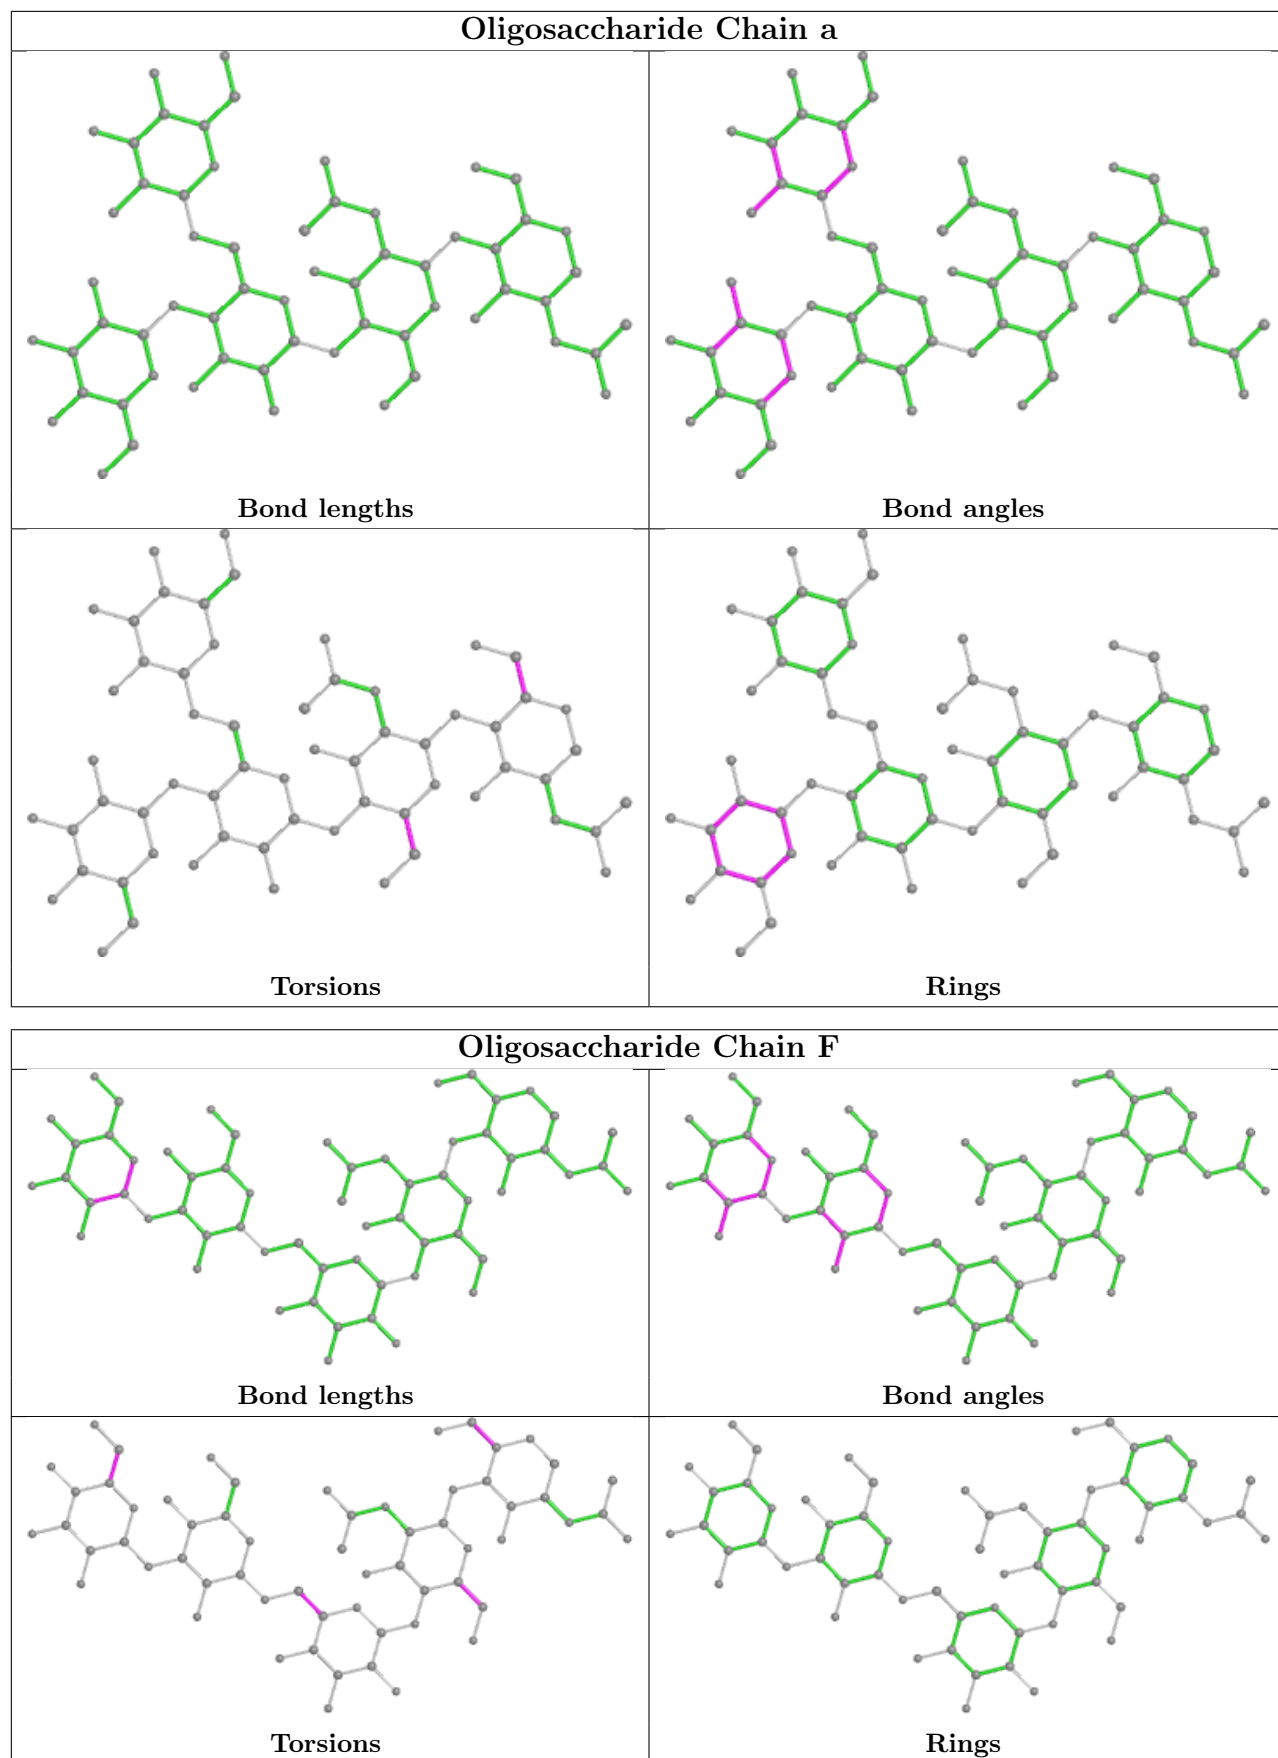 Oligosaccharide Chain a
Bond lengths
Bond angles
Torsions
Rings
Oligosaccharide Chain F
Bond lengths
Bond angles
Torsions
Rings